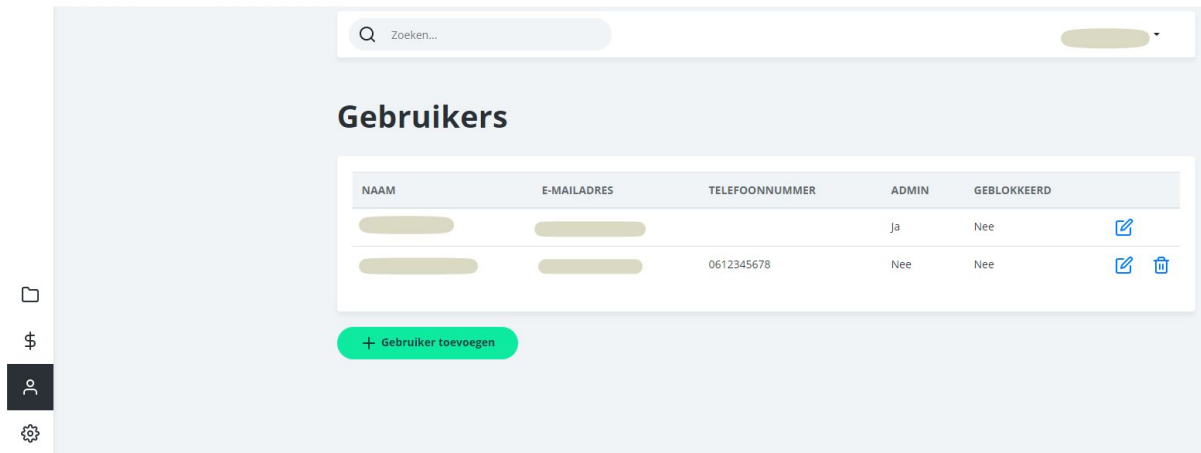 Zoeken...
Gebruikers
NAAM E-MAILADRES TELEFOONNUMMER ADMIN GEBLOKKEERD
Ja Nee
0612345678 Nee Nee
Gebruiker toevoegen